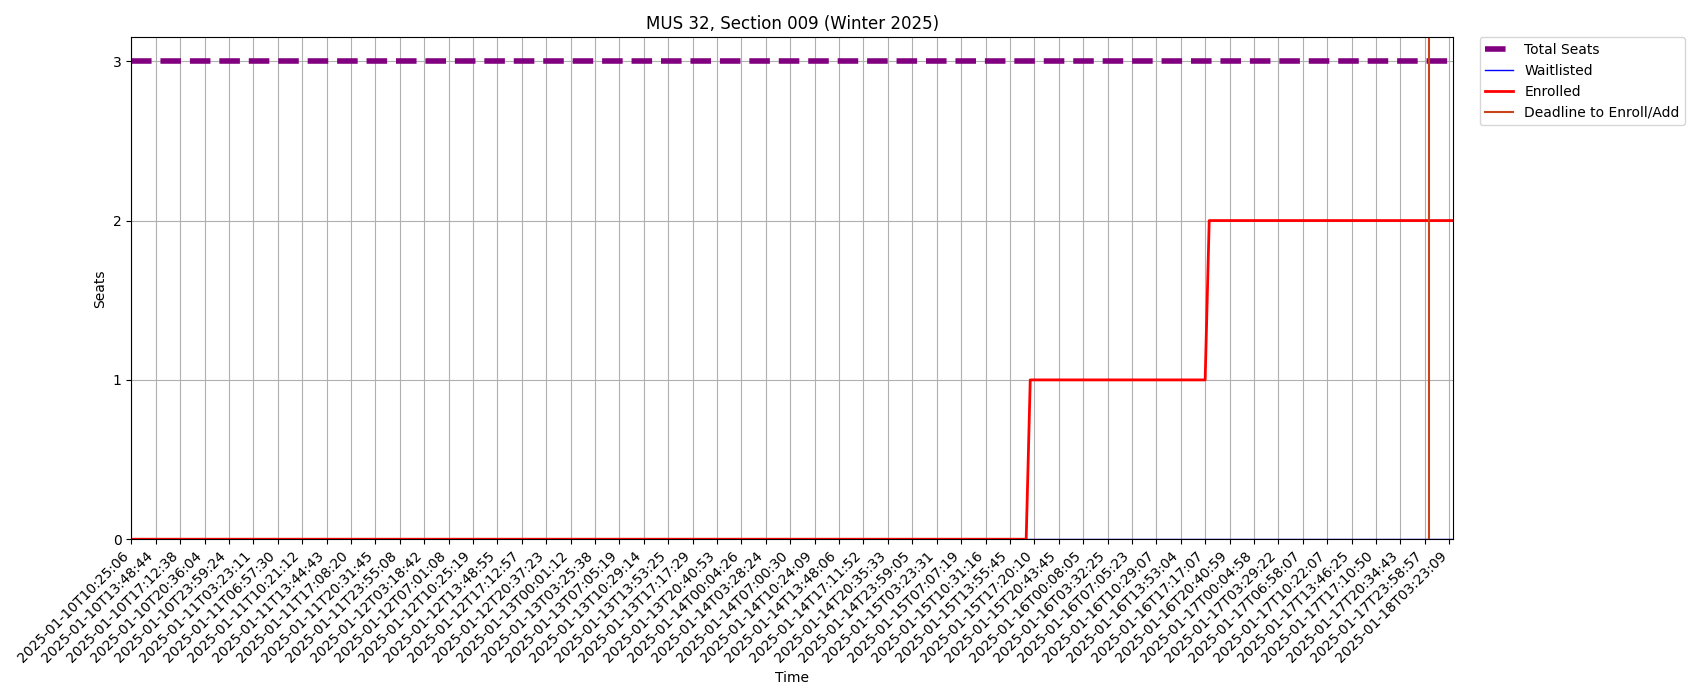 MUS 32, Section 009 (Winter 2025)
Total Seats
Waitlisted
Enrolled
Deadline to Enroll/Add
3
2
1
0
Seats
2025-01-10T10:25:06
2025-01-10T13:48:44
2025-01-10T17:12:38
2025-01-10T20:36:04
2025-01-10T23:59:24
2025-01-11T03:23:11
2025-01-11T06:57:30
2025-01-11T10:21:12
2025-01-11T13:44:43
2025-01-11T17:08:20
2025-01-11T20:31:45
2025-01-11T23:55:08
2025-01-12T03:18:42
2025-01-12T07:01:08
2025-01-12T10:25:19
2025-01-12T13:48:55
2025-01-12T17:12:57
2025-01-12T20:37:23
2025-01-13T00:01:12
2025-01-13T03:25:38
2025-01-13T07:05:19
2025-01-13T10:29:14
2025-01-13T13:53:25
2025-01-13T17:17:29
2025-01-13T20:40:53
2025-01-14T00:04:26
2025-01-14T03:28:24
2025-01-14T07:00:30
2025-01-14T10:24:09
2025-01-14T13:48:06
2025-01-14T17:11:52
2025-01-14T20:35:33
2025-01-14T23:59:05
2025-01-15T03:23:31
2025-01-15T07:07:19
2025-01-15T10:31:16
2025-01-15T13:55:45
2025-01-15T17:20:10
2025-01-15T20:43:45
2025-01-16T00:08:05
2025-01-16T03:32:25
2025-01-16T07:05:23
2025-01-16T10:29:07
2025-01-16T13:53:04
2025-01-16T17:17:07
2025-01-16T20:40:59
2025-01-17T00:04:58
2025-01-17T03:29:22
2025-01-17T06:58:07
2025-01-17T10:22:07
2025-01-17T13:46:25
2025-01-17T17:10:50
2025-01-17T20:34:43
2025-01-17T23:58:57
2025-01-18T03:23:09
Time